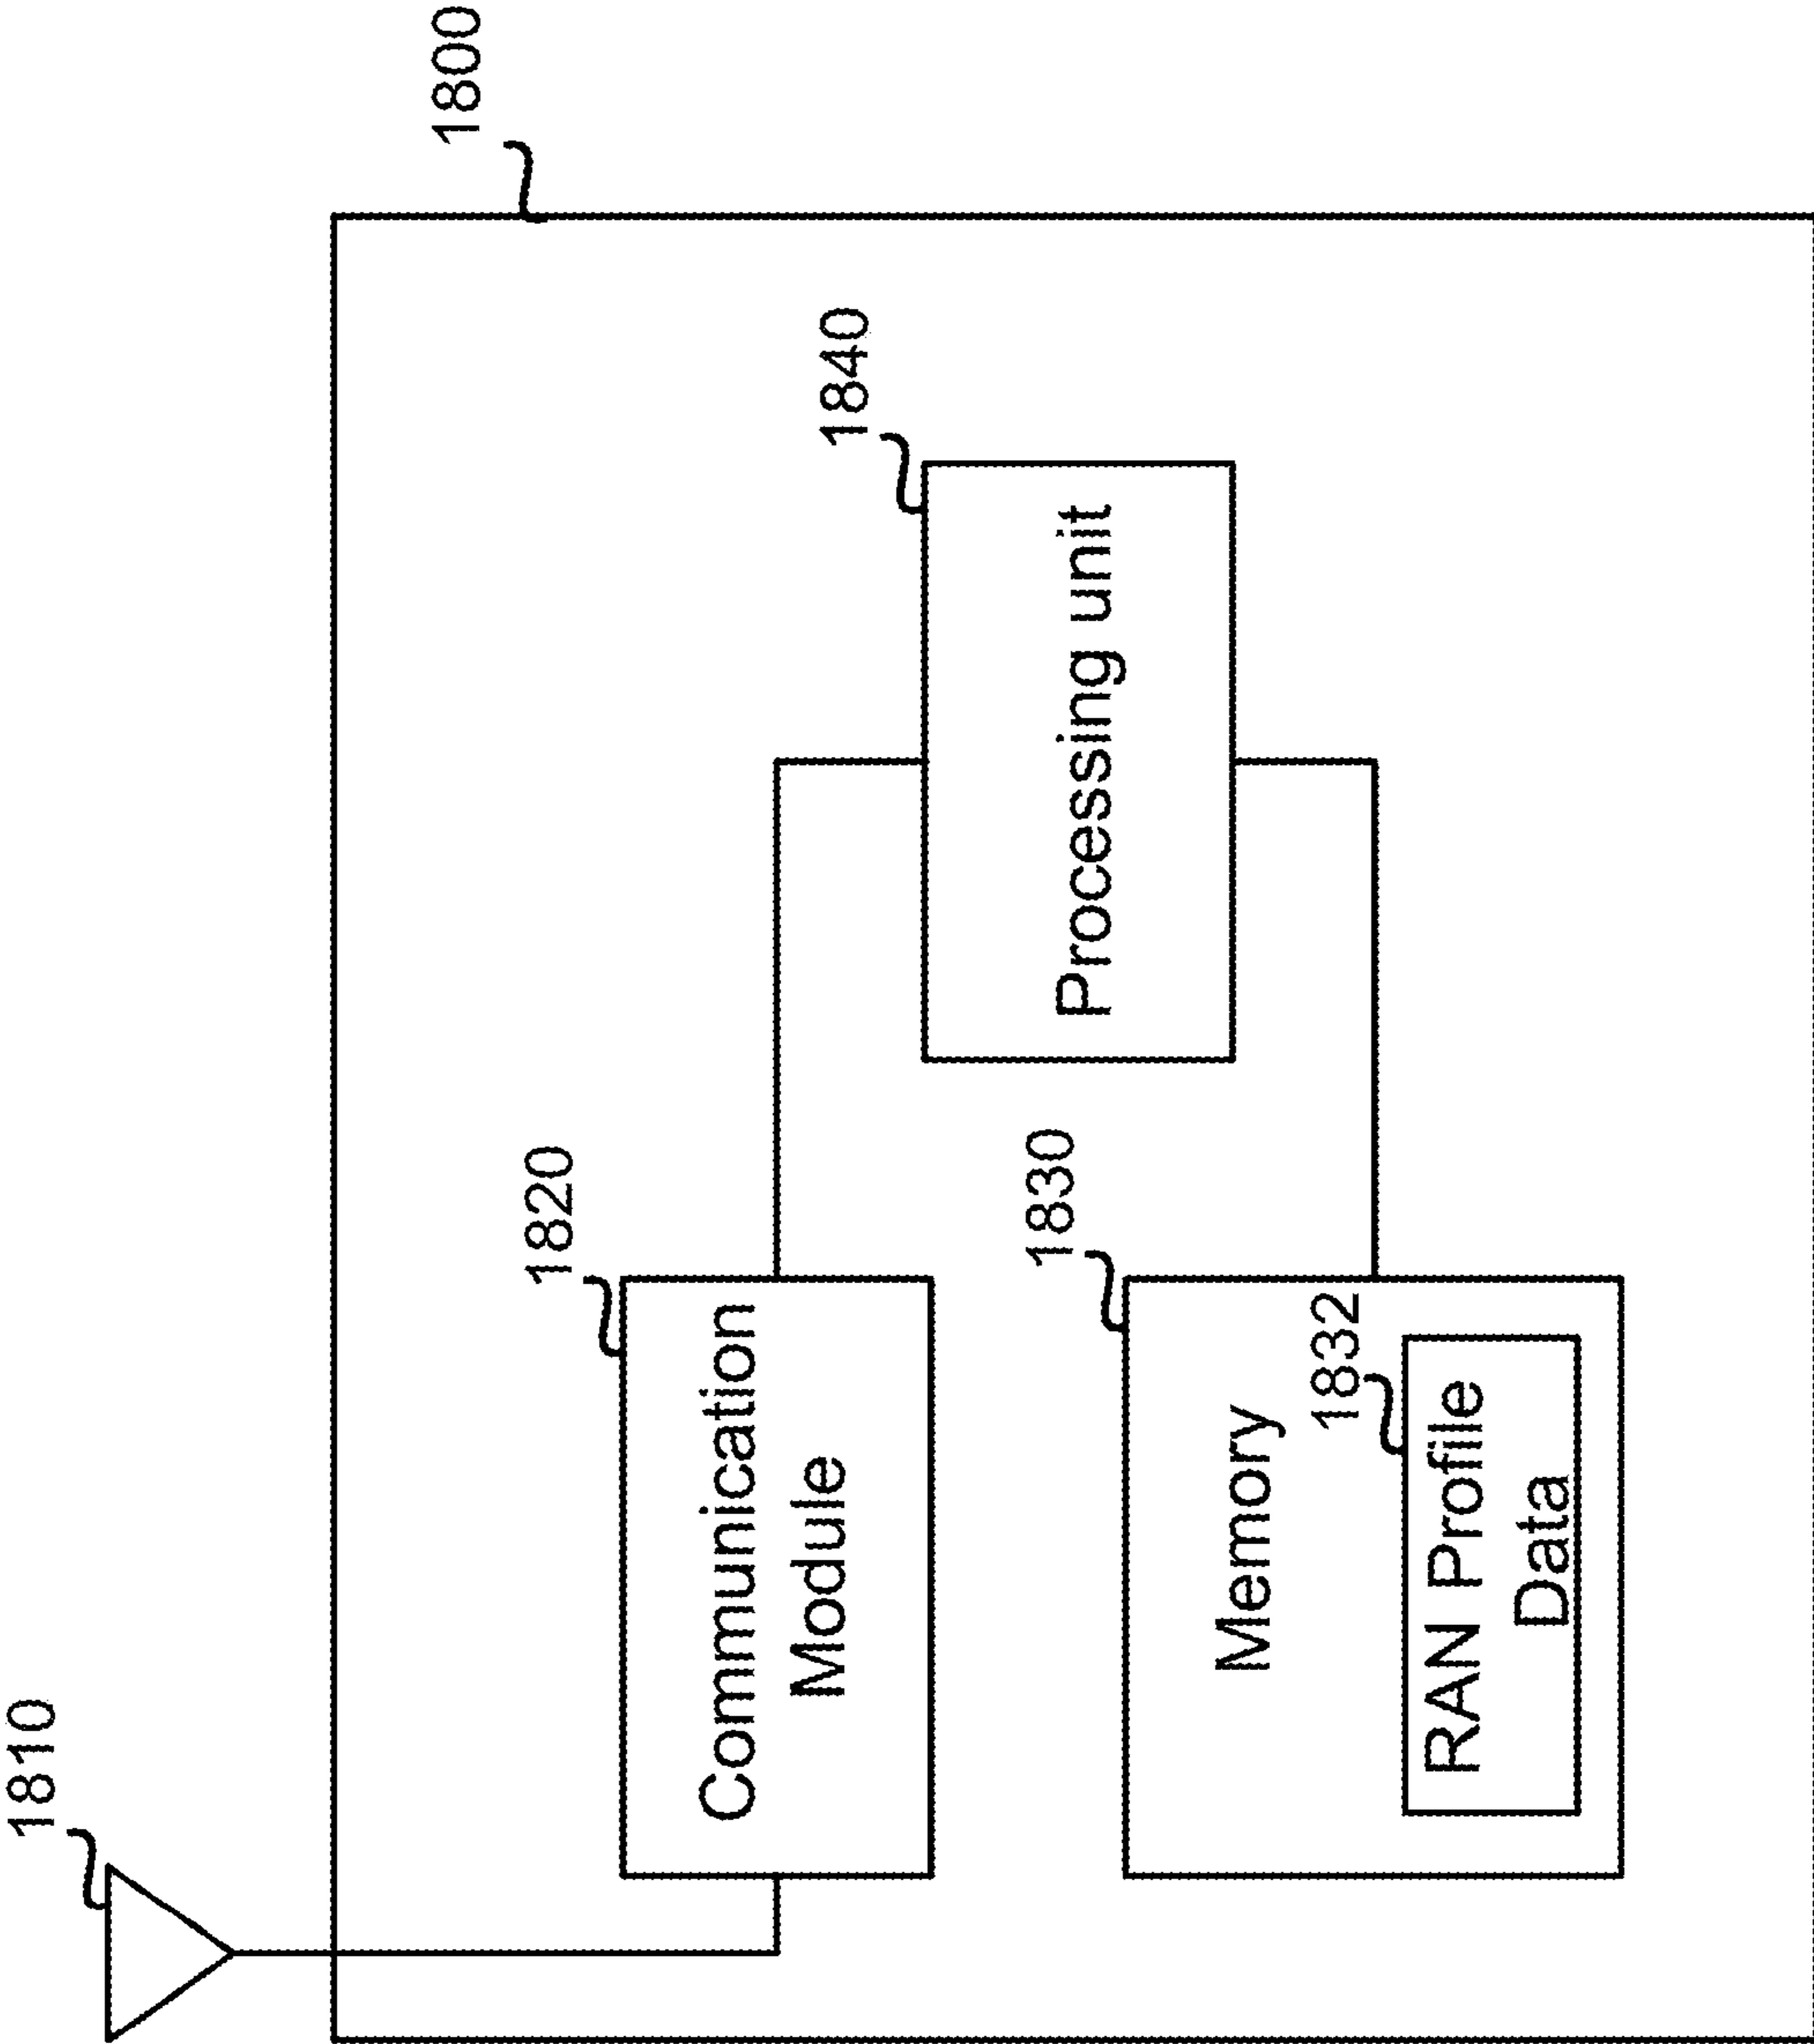 1810
1800
1820
Communication
Module
1840
Processing unit
1830
Memory
1832
RAN Profile
Data